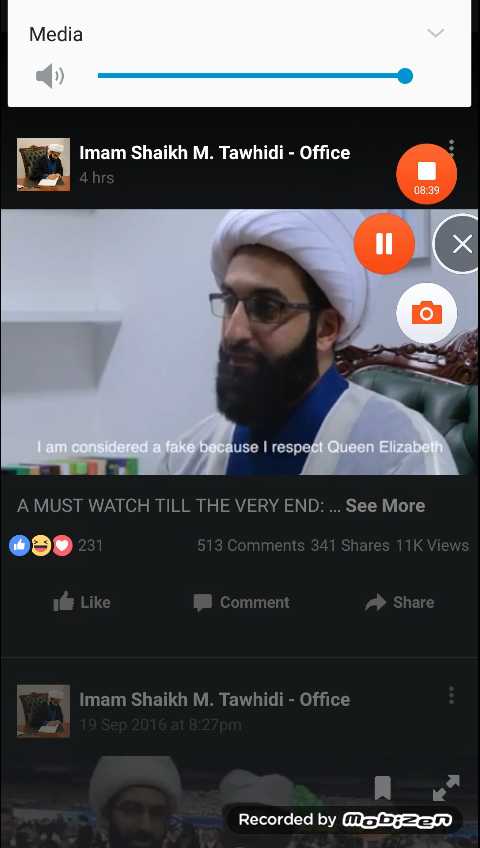 Media
Imam Shaikh M. Tawhidi - Office
4 hrs
08:39
I am considered a fake because I respect Queen Elizabeth
A MUST WATCH TILL THE VERY END: ... See More
231
513 Comments 341 Shares 11K Views
Like Comment Share
Imam Shaikh M. Tawhidi - Office
19 Sep 2016 at 8:27pm
Recorded by Mobizen